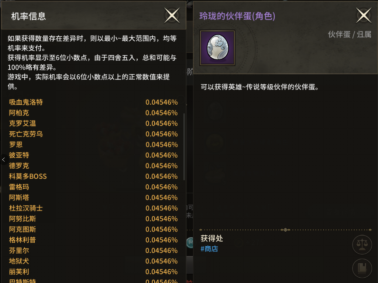 机率信息
如果获得数量存在差异时，则以最小~最大范围内，均等
机率来支付。
获得机率显示至6位小数点，由于四舍五入，总和可能与
100%略有差异。
游戏中，实际机率会以6位小数点以上的正常数值来提
供。
吸血鬼洛特 0.04546%
阿柏克 0.04546%
克罗艾温 0.04546%
死亡克劳乌 0.04546%
罗恩 0.04546%
彼亚特 0.04546%
德罗克 0.04546%
科莫多BOSS 0.04546%
雷格玛 0.04546%
阿斯塔 0.04546%
杜拉汉骑士 0.04546%
阿努比斯 0.04546%
阿克图斯 0.04546%
格林利普 0.04546%
芬里尔 0.04546%
地狱犬 0.04546%
丽芙利 0.04546%
0.04546%
玲珑的伙伴蛋(角色)
伙伴蛋 / 归属
可以获得英雄~传说等级伙伴的伙伴蛋。
获得处
#商店